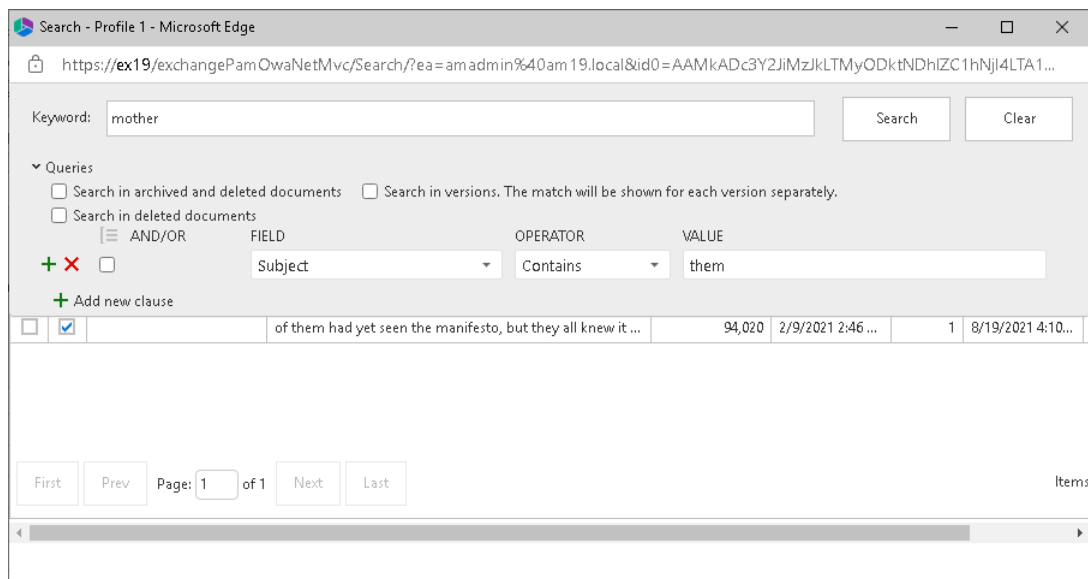 Search - Profile 1 - Microsoft Edge
https://ex19/exchangePamOwaNetMvc/Search/?ea=amadmin%40am19.local&id0=AAMkADc3Y2JiMzJkLTMyODktNDhlZC1hNjI4LTA1...
Keyword: mother Search Clear
Queries
Search in archived and deleted documents Search in versions. The match will be shown for each version separately.
Search in deleted documents
AND/OR FIELD OPERATOR VALUE
Subject Contains them
Add new clause
of them had yet seen the manifesto, but they all knew it ... 94,020 2/9/2021 2:46 ... 1 8/19/2021 4:10...
First Prev Page: 1 of 1 Next Last Items